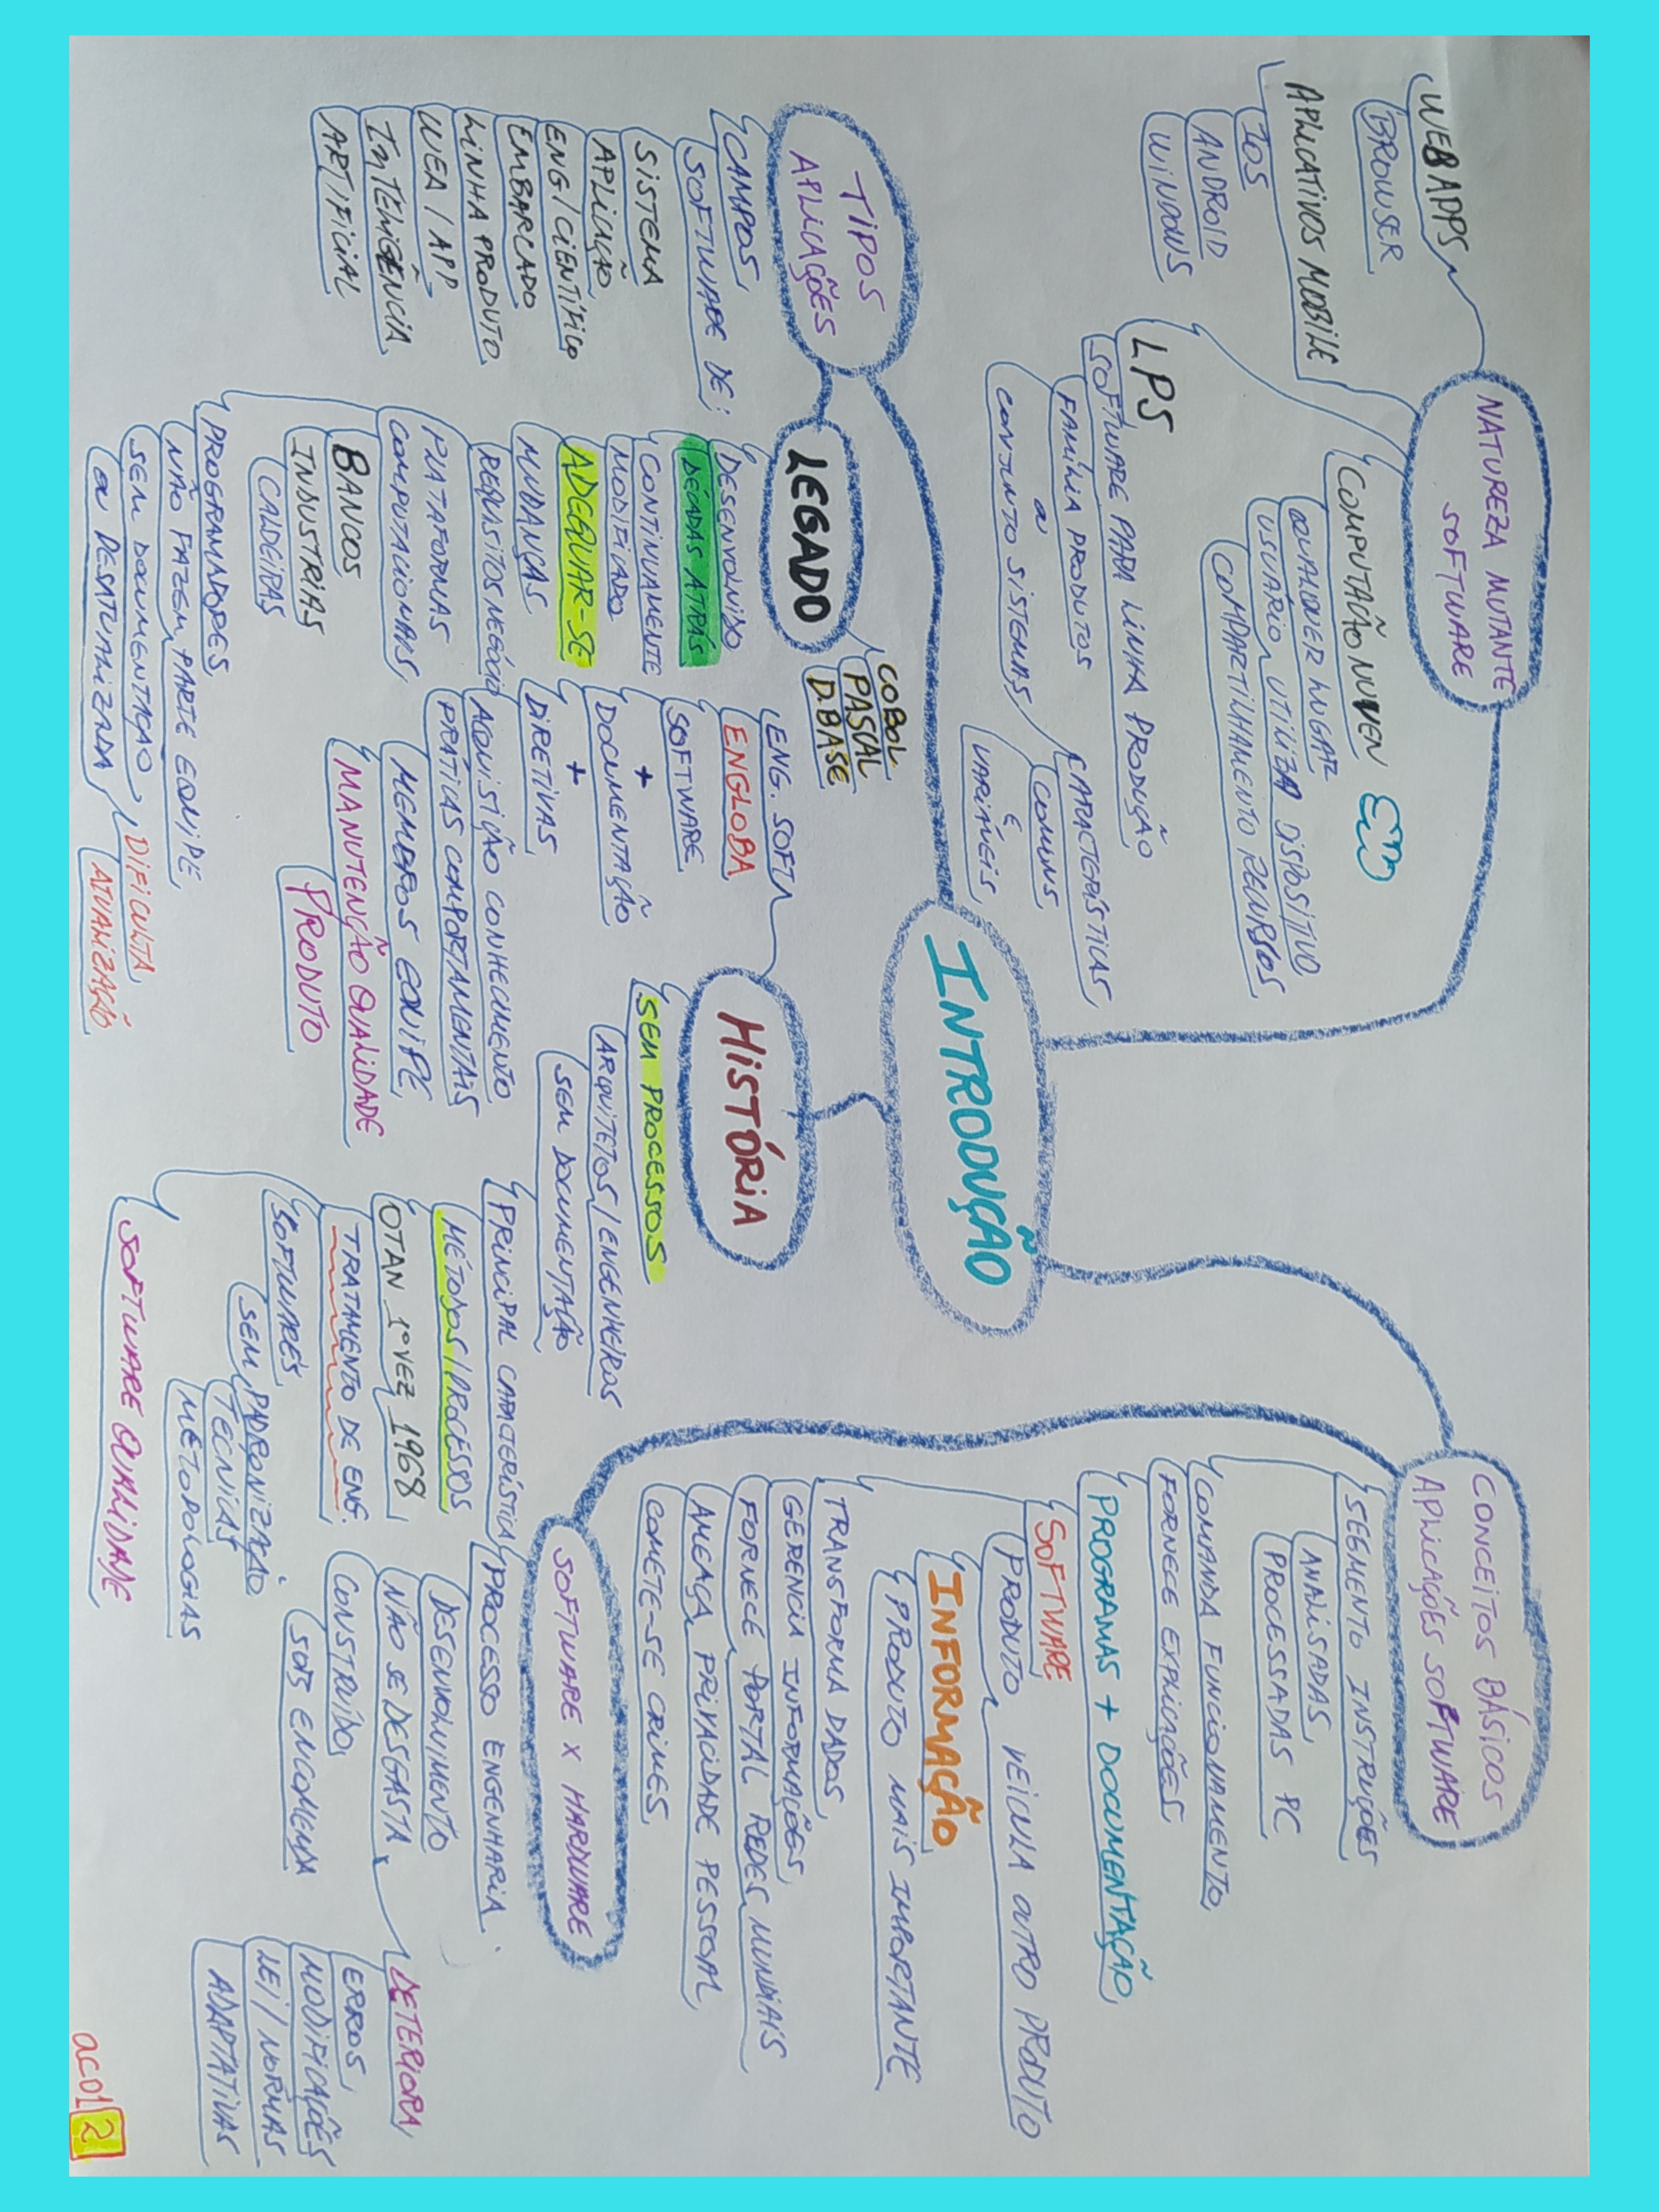 NATUREZA MUTANTE
SOFTWARE
WEBAPPS
BROWSER
APLICATIVOS MOBILE
IOS
ANDROID
WINDOWS
COMPUTAÇÃO NUVEN
QUALQUER LUGAR
USUÁRIO UTILIZA DISPOSITIVO
COMPARTILHAMENTO RECURSOS
LPS
SOFTWARE PARA LINHA PRODUÇÃO
FAMÍLIA PRODUTOS
OU
CONJUNTO SISTEMAS
CARACTERÍSTICAS
COMUNS
E
VARIÁVEIS
CONCEITOS BÁSICOS
APLICAÇÕES SOFTWARE
SEGMENTO INSTRUÇÕES
ANALISADAS
PROCESSADAS PC
COMANDA FUNCIONAMENTO
FORNECE EXPLICAÇÕES
PROGRAMAS + DOCUMENTAÇÃO
SOFTWARE
PRODUTO VEICULA OUTRO PRODUTO
INFORMAÇÃO
PRODUTO MAIS IMPORTANTE
TRANSFORMA DADOS
GERENCIA INFORMAÇÕES
FORNECE PORTAL REDES MUNDIAIS
AMEAÇA PRIVACIDADE PESSOAL
COMETE-SE CRIMES
INTRODUÇÃO
TIPOS
APLICAÇÕES
CAMPOS
SOFTWARE DE:
SISTEMA
APLICAÇÃO
ENG/CIENTÍFICO
EMBARCADO
LINHA PRODUTO
WEA/APP
INTELIGÊNCIA
ARTIFICIAL
LEGADO
COBOL
PASCAL
D.BASE
DESENVOLVIDO
DÉCADAS ATRÁS
CONTINUAMENTE
MODIFICADO
ADEQUAR-SE
MUDANÇAS
REQUISITOS NEGÓCIO
PLATAFORMAS
COMPUTACIONAIS
BANCOS
INDUSTRIAS
CALDEIRAS
PROGRAMADORES
NÃO FAZEM PARTE EQUIPE
SEM DOCUMENTAÇÃO
OU DESATUALIZADA
DIFICULTA
ATUALIZAÇÃO
HISTÓRIA
ENG. SOFT
ENGLOBA
SOFTWARE
+
DOCUMENTAÇÃO
+
DIRETIVAS
AQUISIÇÃO CONHECIMENTO
PRÁTICAS COMPORTAMENTAIS
MEMBROS EQUIPE
MANUTENÇÃO QUALIDADE
PRODUTO
SEM PROCESSOS
ARQUITETOS/ENGENHEIROS
SEM DOCUMENTAÇÃO
PRINCIPAL CARACTERÍSTICA
MÉTODOS/PROCESSOS
OTAN 1º VEZ 1968
TRATAMENTO DE ENG.
SOFTWARES
SEM PADRONIZAÇÃO
TECNICAS
METODOLOGIAS
SOFTWARE QUALIDADE
SOFTWARE X HARDWARE
PROCESSO ENGENHARIA
DESENVOLVIMENTO
NÃO SE DESGASTA
CONSTRUÍDO
SOB ENCOMENDA
DETERIORA
ERROS
MODIFICAÇÕES
LEI/NORMAS
ADAPTATIVAS
ac01 2